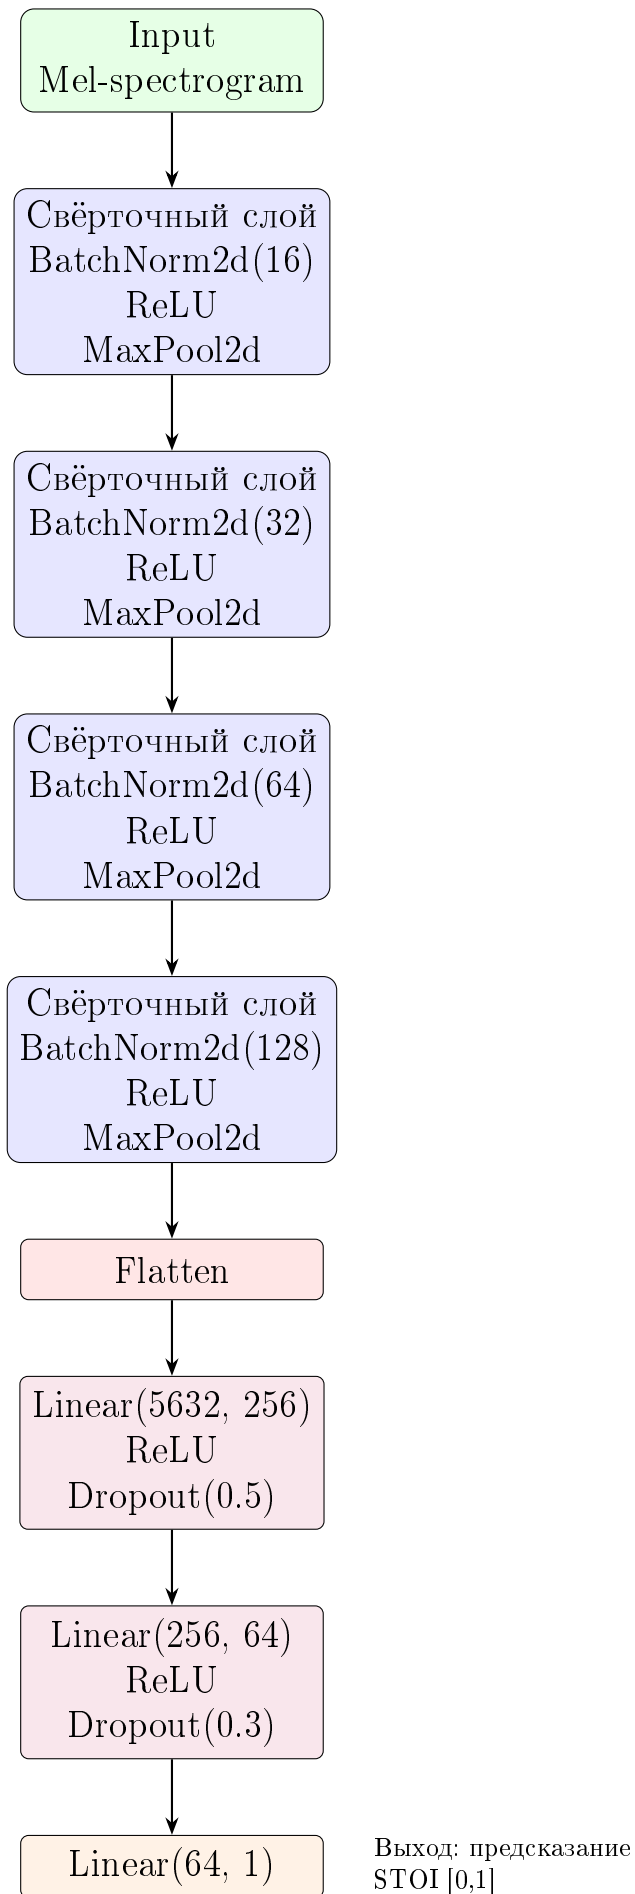 Input
Mel-spectrogram
Свёрточный слой
BatchNorm2d(16)
ReLU
MaxPool2d
Свёрточный слой
BatchNorm2d(32)
ReLU
MaxPool2d
Свёрточный слой
BatchNorm2d(64)
ReLU
MaxPool2d
Свёрточный слой
BatchNorm2d(128)
ReLU
MaxPool2d
Flatten
Linear(5632, 256)
ReLU
Dropout(0.5)
Linear(256, 64)
ReLU
Dropout(0.3)
Linear(64, 1)
Выход: предсказание
STOI [0,1]